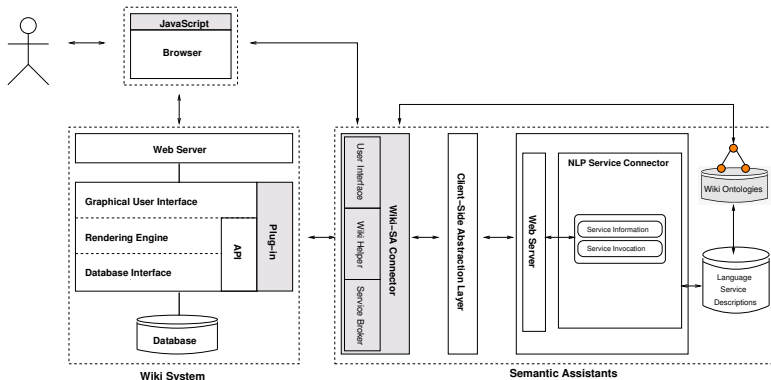 JavaScript
Browser
Web Server
Graphical User Interface
Rendering Engine
Database Interface
API
Plug-in
Database
Wiki System
User Interface
Wiki Helper
Service Broker
Wiki-SA Connector
Client-Side Abstraction Layer
Web Server
NLP Service Connector
Service Information
Service Invocation
Wiki Ontologies
Language
Service
Descriptions
Semantic Assistants